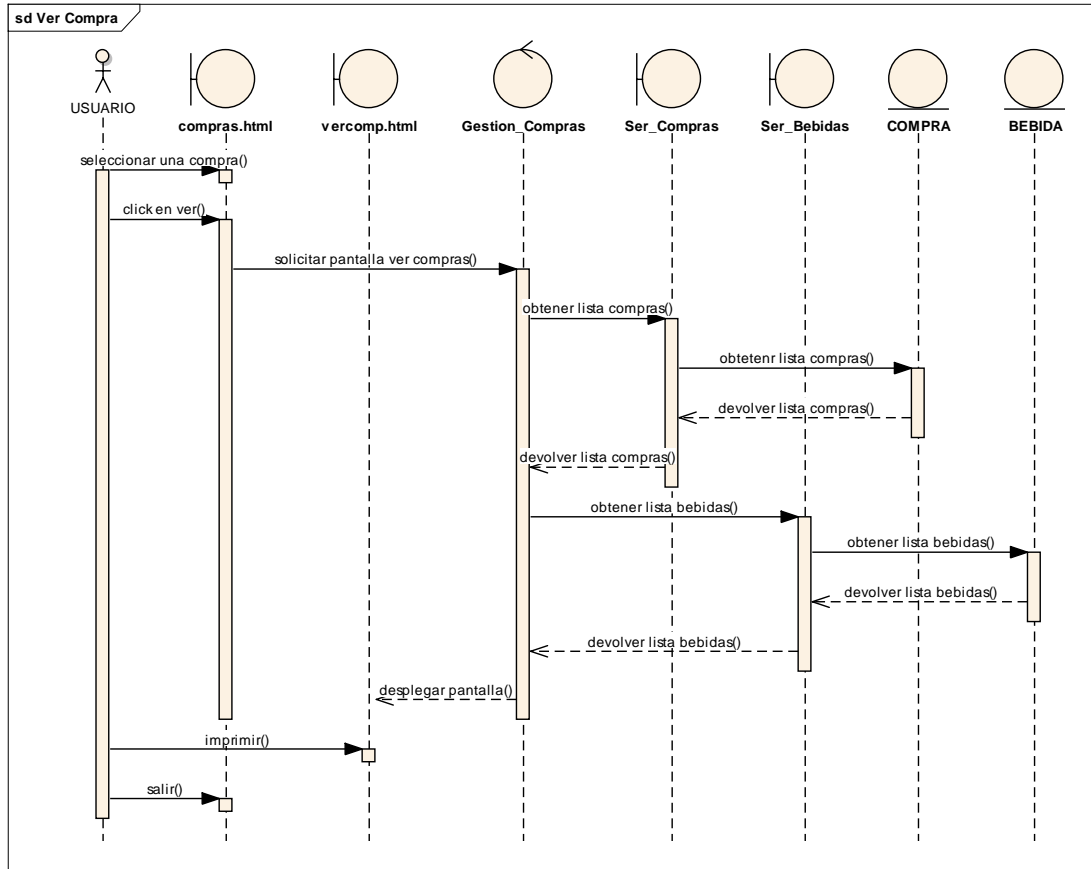 sd Ver Compra
USUARIO
compras.html
vercomp.html
Gestion_Compras
Ser_Compras
Ser_Bebidas
COMPRA
BEBIDA
seleccionar una compra()
click en ver()
solicitar pantalla ver compras()
obtener lista compras()
obtetenr lista compras()
devolver lista compras()
devolver lista compras()
obtener lista bebidas()
obtener lista bebidas()
devolver lista bebidas()
devolver lista bebidas()
desplegar pantalla()
imprimir()
salir()